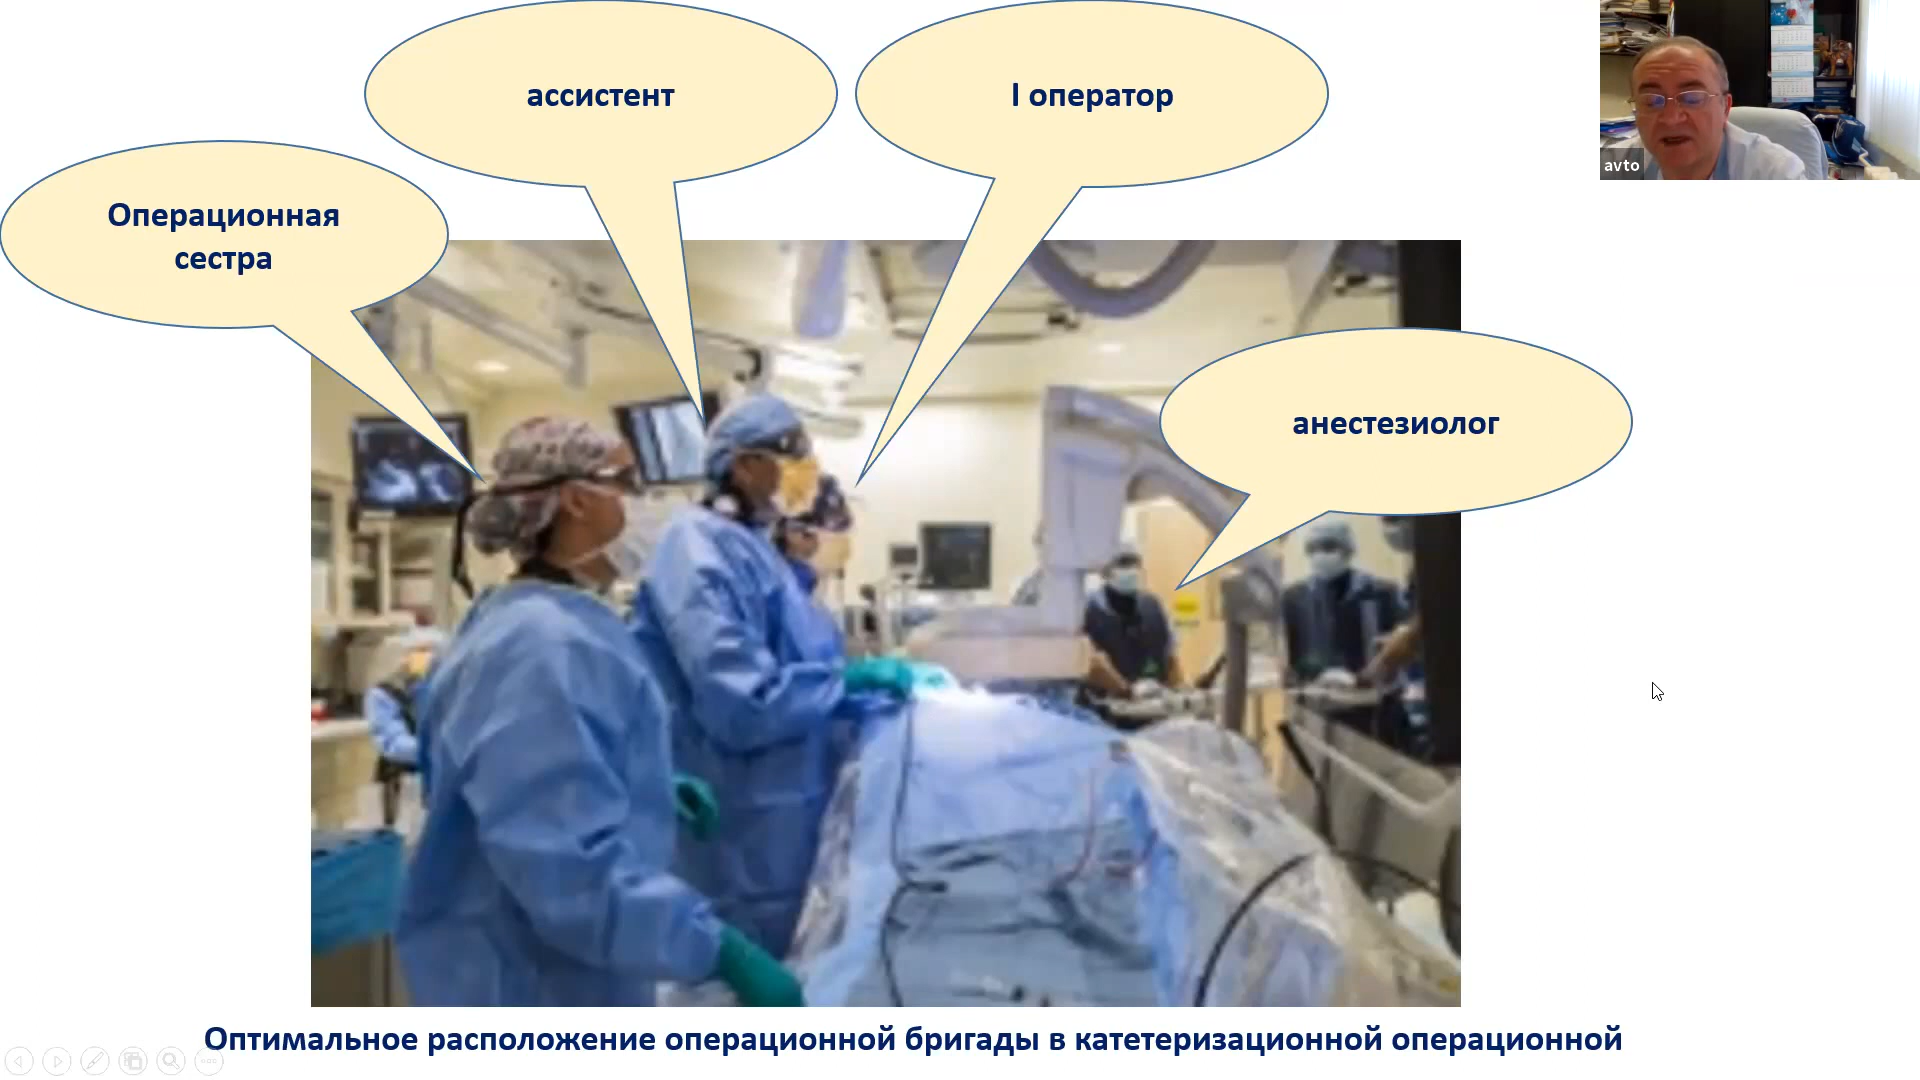 ассистент
I оператор
Операционная
сестра
анестезиолог
Оптимальное расположение операционной бригады в катетеризационной операционной
avto